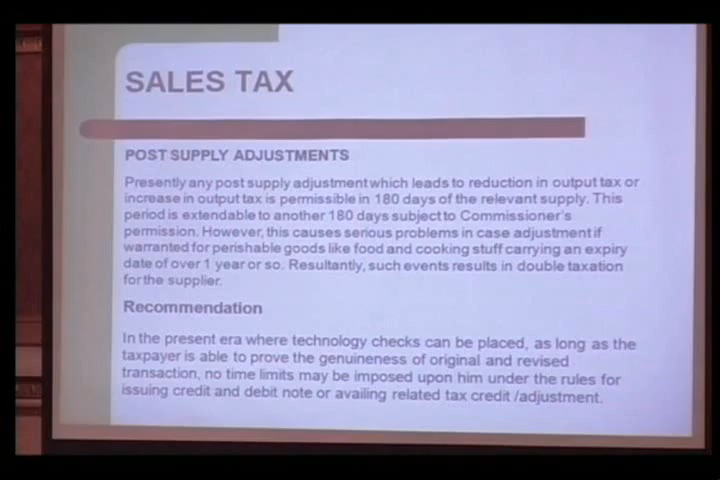 SALES TAX
POST SUPPLY ADJUSTMENTS
Presently any post supply adjustment which leads to reduction in output tax or
increase in output tax is permissible in 180 days of the relevant supply. This
period is extendable to another 180 days subject to Commissioner's
permission. However, this causes serious problems in case adjustment if
warranted for perishable goods like food and cooking stuff carrying an expiry
date of over 1 year or so. Resultantly, such events results in double taxation
for the supplier.
Recommendation
In the present era where technology checks can be placed, as long as the
taxpayer is able to prove the genuineness of original and revised
transaction, no time limits may be imposed upon him under the rules for
issuing credit and debit note or availing related tax credit /adjustment.